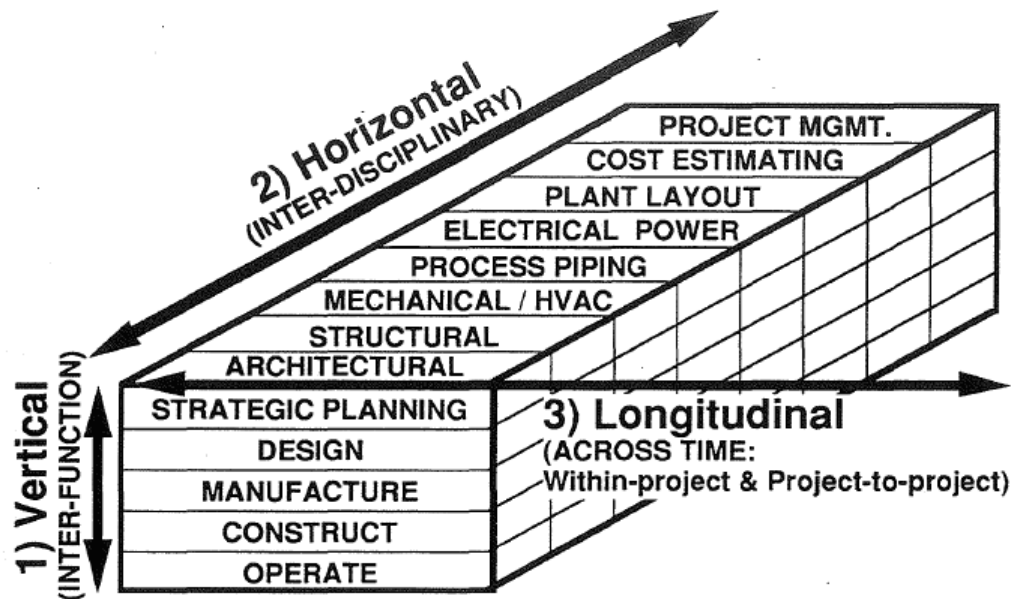 2) Horizontal
(INTER-DISCIPLINARY)
PROJECT MGMT.
COST ESTIMATING
PLANT LAYOUT
ELECTRICAL POWER
PROCESS PIPING
MECHANICAL / HVAC
STRUCTURAL
ARCHITECTURAL
1) Vertical
(INTER-FUNCTION)
STRATEGIC PLANNING
DESIGN
MANUFACTURE
CONSTRUCT
OPERATE
3) Longitudinal
(ACROSS TIME:
Within-project & Project-to-project)